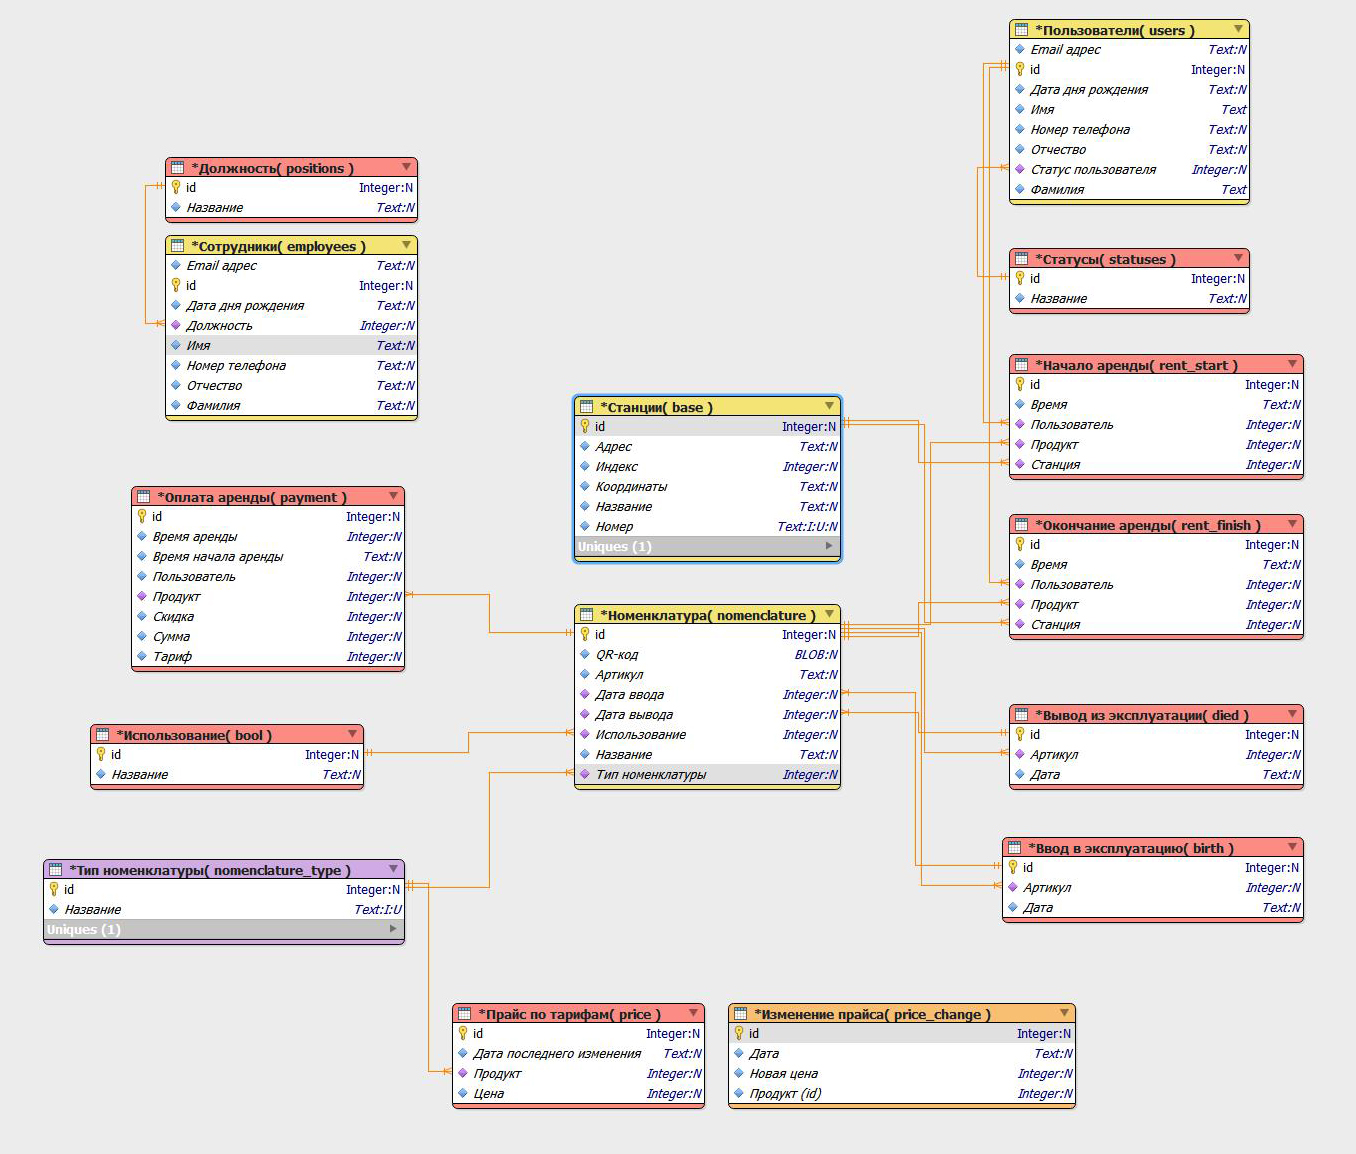 *Пользователи( users )
Email адрес Text:N
id Integer:N
Дата дня рождения Text:N
Имя Text
Номер телефона Text:N
Отчество Text:N
Статус пользователя Integer:N
Фамилия Text
*Должность( positions )
id Integer:N
Название Text:N
*Сотрудники( employees )
Email адрес Text:N
id Integer:N
Дата дня рождения Text:N
Должность Integer:N
Имя Text:N
Номер телефона Text:N
Отчество Text:N
Фамилия Text:N
*Статусы( statuses )
id Integer:N
Название Text:N
*Начало аренды( rent_start )
id Integer:N
Время Text:N
Пользователь Integer:N
Продукт Integer:N
Станция Integer:N
*Станции( base )
id Integer:N
Адрес Text:N
Индекс Integer:N
Координаты Text:N
Название Text:N
Номер Text:I:U:N
Uniques (1)
*Оплата аренды( payment )
id Integer:N
Время аренды Integer:N
Время начала аренды Text:N
Пользователь Integer:N
Продукт Integer:N
Скидка Integer:N
Сумма Integer:N
Тариф Integer:N
*Окончание аренды( rent_finish )
id Integer:N
Время Text:N
Пользователь Integer:N
Продукт Integer:N
Станция Integer:N
*Номенклатура( nomenclature )
id Integer:N
QR-код BLOB:N
Артикул Text:N
Дата ввода Integer:N
Дата вывода Integer:N
Использование Integer:N
Название Text:N
Тип номенклатуры Integer:N
*Использование( bool )
id Integer:N
Название Text:N
*Вывод из эксплуатации( died )
id Integer:N
Артикул Integer:N
Дата Text:N
*Ввод в эксплуатацию( birth )
id Integer:N
Артикул Integer:N
Дата Text:N
*Тип номенклатуры( nomenclature_type )
id Integer:N
Название Text:I:U
Uniques (1)
*Прайс по тарифам( price )
id Integer:N
Дата последнего изменения Text:N
Продукт Integer:N
Цена Integer:N
*Изменение прайса( price_change )
id Integer:N
Дата Text:N
Новая цена Integer:N
Продукт (id) Integer:N